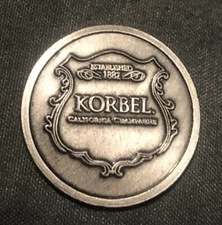 ESTABLISHED
1882
KORBEL
CALIFORNIA CHAMPAGNE